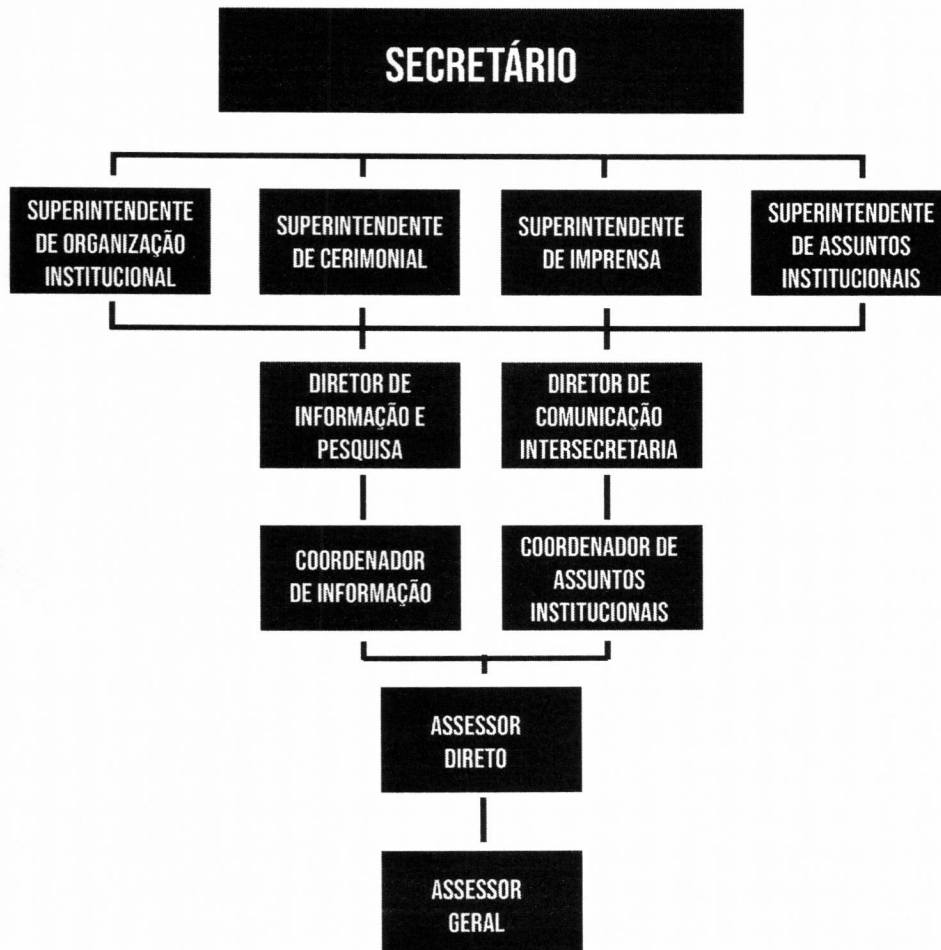 SECRETÁRIO
SUPERINTENDENTE
DE ORGANIZAÇÃO
INSTITUCIONAL
SUPERINTENDENTE
DE CERIMONIAL
SUPERINTENDENTE
DE IMPRENSA
SUPERINTENDENTE
DE ASSUNTOS
INSTITUCIONAIS
DIRETOR DE
INFORMAÇÃO E
PESQUISA
DIRETOR DE
COMUNICAÇÃO
INTERSECRETARIA
COORDENADOR
DE INFORMAÇÃO
COORDENADOR DE
ASSUNTOS
INSTITUCIONAIS
ASSESSOR
DIRETO
ASSESSOR
GERAL